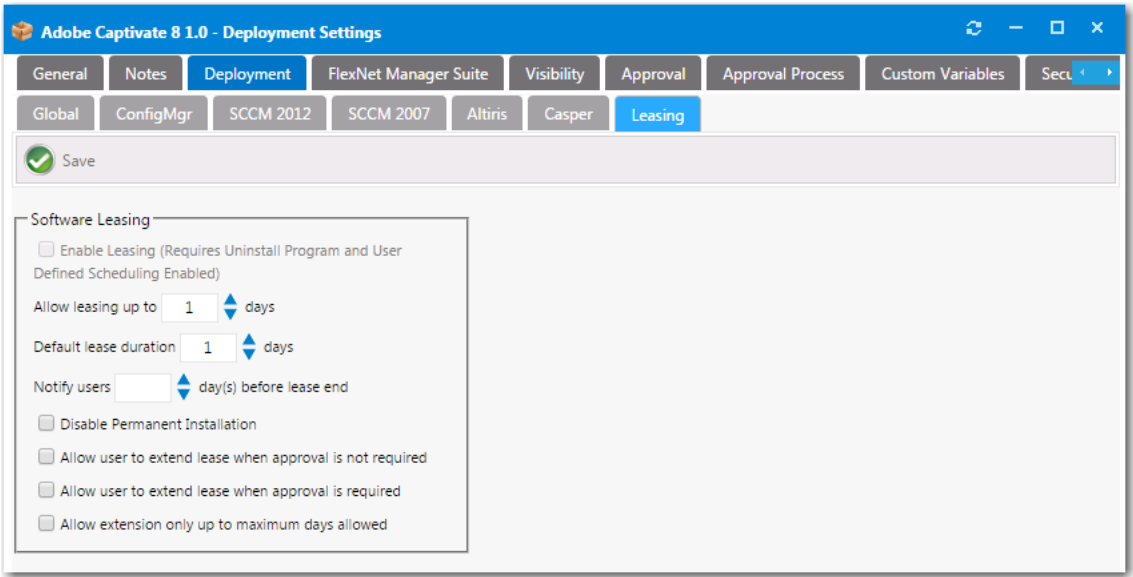 Adobe Captivate 8 1.0 - Deployment Settings
General Notes Deployment FlexNet Manager Suite Visibility Approval Approval Process Custom Variables Secu
Global ConfigMgr SCCM 2012 SCCM 2007 Altiris Casper Leasing
Save
Software Leasing
Enable Leasing (Requires Uninstall Program and User
Defined Scheduling Enabled)
Allow leasing up to 1 days
Default lease duration 1 days
Notify users day(s) before lease end
Disable Permanent Installation
Allow user to extend lease when approval is not required
Allow user to extend lease when approval is required
Allow extension only up to maximum days allowed